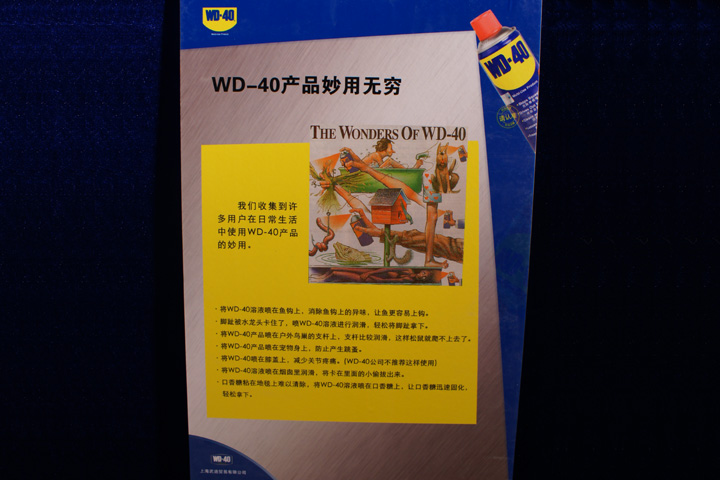 WD-40
WD-40
WD-40产品妙用无穷
THE WONDERS OF WD-40
我们收集到许
多用户在日常生活
中使用WD-40产品
的妙用。
· 将WD-40溶液喷在鱼钩上，消除鱼钩上的异味，让鱼更容易上钩。
· 脚趾被水龙头卡住了，喷WD-40溶液进行润滑，轻松将脚趾拿下。
· 将WD-40产品喷在户外鸟巢的支杆上，支杆比较润滑，这样松鼠就爬不上去了。
· 将WD-40产品喷在宠物身上，防止产生跳蚤。
· 将WD-40喷在膝盖上，减少关节疼痛。(WD-40公司不推荐这样使用)
· 将WD-40溶液喷在烟囱里润滑，将卡在里面的小偷拔出来。
· 口香糖粘在地毯上难以清除，将WD-40溶液喷在口香糖上，让口香糖迅速固化，
轻松拿下。
WD-40